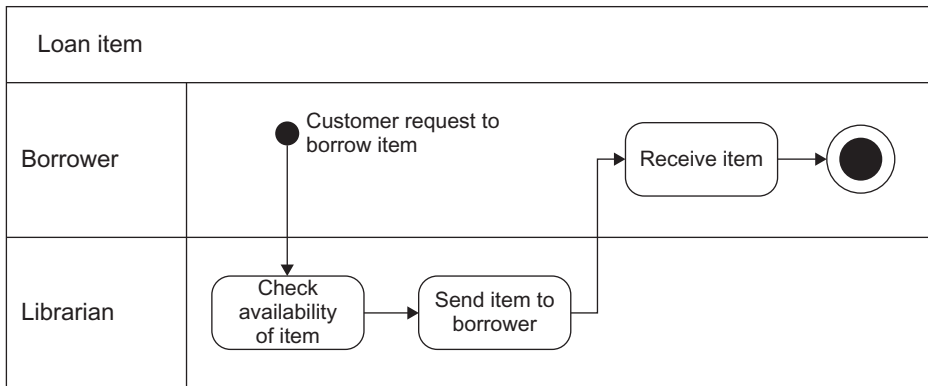 Loan item
Borrower
Customer request to
borrow item
Receive item
Librarian
Check
availability
of item
Send item to
borrower